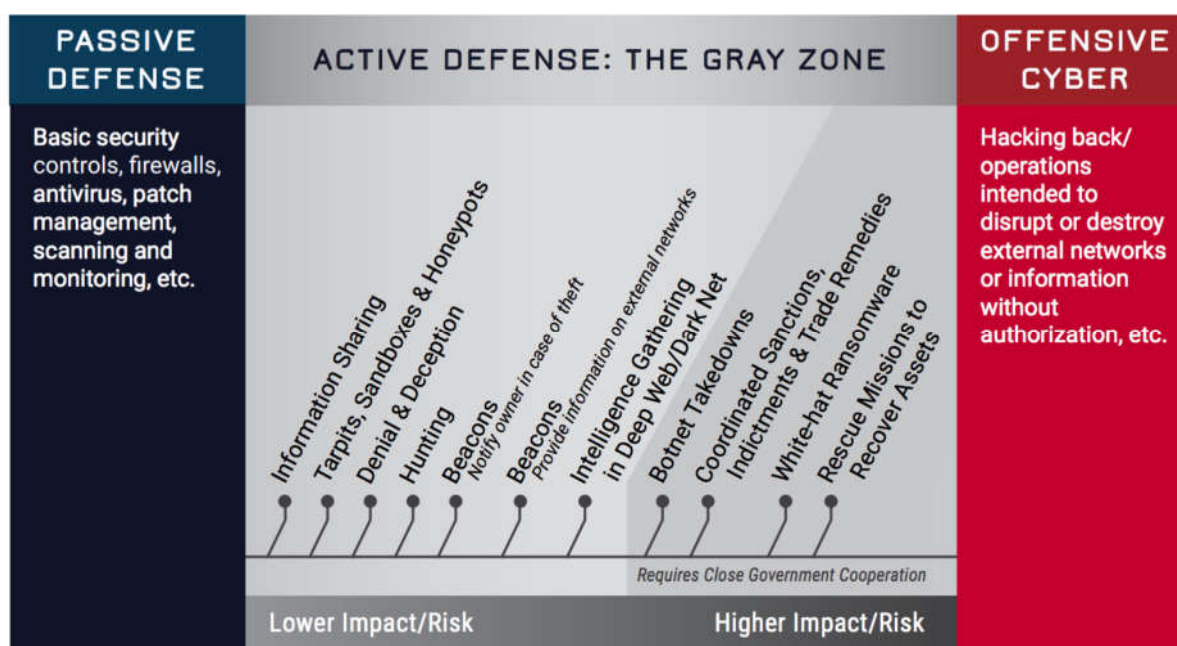 PASSIVE
DEFENSE
ACTIVE DEFENSE: THE GRAY ZONE
OFFENSIVE
CYBER
Basic security
controls, firewalls,
antivirus, patch
management,
scanning and
monitoring, etc.
Information Sharing
Tarpits, Sandboxes & Honeypots
Denial & Deception
Hunting
Beacons
Notify owner in case of theft
Beacons
Provide information on external networks
Intelligence Gathering
in Deep Web/Dark Net
Botnet Takedowns
Coordinated Sanctions,
Indictments & Trade Remedies
White-hat Ransomware
Rescue Missions to
Recover Assets
Requires Close Government Cooperation
Lower Impact/Risk
Higher Impact/Risk
Hacking back/
operations
intended to
disrupt or destroy
external networks
or information
without
authorization, etc.